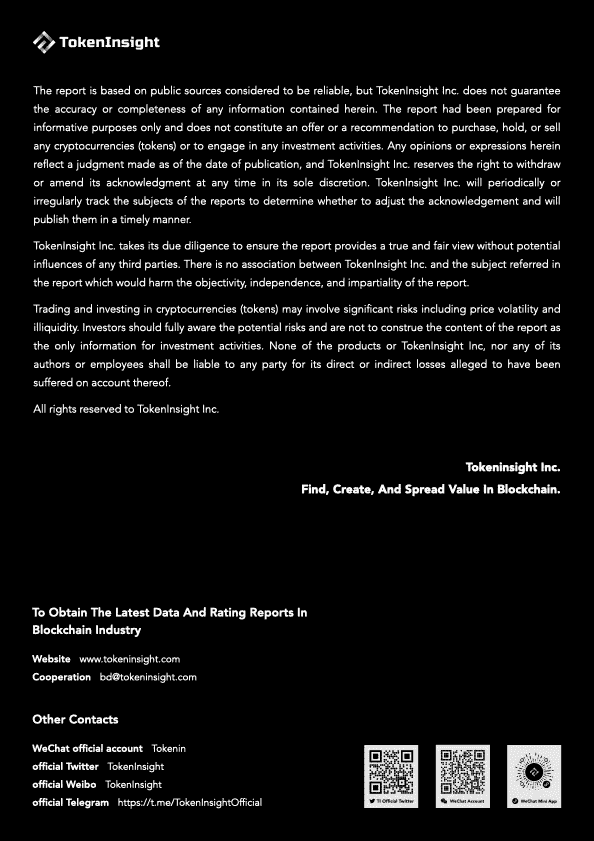 TokenInsight
The report is based on public sources considered to be reliable, but TokenInsight Inc. does not guarantee
the accuracy or completeness of any information contained herein. The report had been prepared for
informative purposes only and does not constitute an offer or a recommendation to purchase, hold, or sell
any cryptocurrencies (tokens) or to engage in any investment activities. Any opinions or expressions herein
reflect a judgment made as of the date of publication, and TokenInsight Inc. reserves the right to withdraw
or amend its acknowledgment at any time in its sole discretion. TokenInsight Inc. will periodically or
irregularly track the subjects of the reports to determine whether to adjust the acknowledgement and will
publish them in a timely manner.
TokenInsight Inc. takes its due diligence to ensure the report provides a true and fair view without potential
influences of any third parties. There is no association between TokenInsight Inc. and the subject referred in
the report which would harm the objectivity, independence, and impartiality of the report.
Trading and investing in cryptocurrencies (tokens) may involve significant risks including price volatility and
illiquidity. Investors should fully aware the potential risks and are not to construe the content of the report as
the only information for investment activities. None of the products or TokenInsight Inc, nor any of its
authors or employees shall be liable to any party for its direct or indirect losses alleged to have been
suffered on account thereof.
All rights reserved to TokenInsight Inc.
Tokeninsight Inc.
Find, Create, And Spread Value In Blockchain.
To Obtain The Latest Data And Rating Reports In
Blockchain Industry
Website www.tokeninsight.com
Cooperation bd@tokeninsight.com
Other Contacts
WeChat official account Tokenin
official Twitter TokenInsight
official Weibo TokenInsight
official Telegram https://t.me/TokenInsightOfficial
TI Official Twitter
WeChat Account
WeChat Mini App